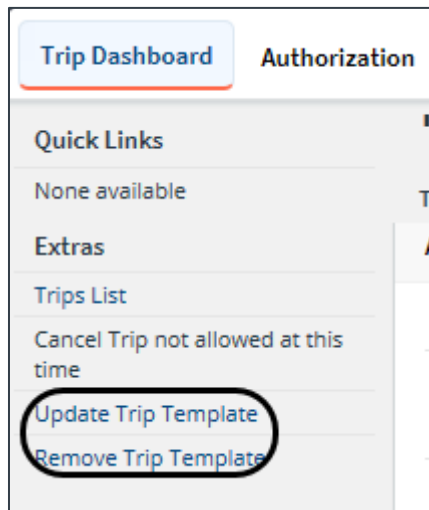 Trip Dashboard Authorization
Quick Links
None available
Extras
Trips List
Cancel Trip not allowed at this
time
Update Trip Template
Remove Trip Template